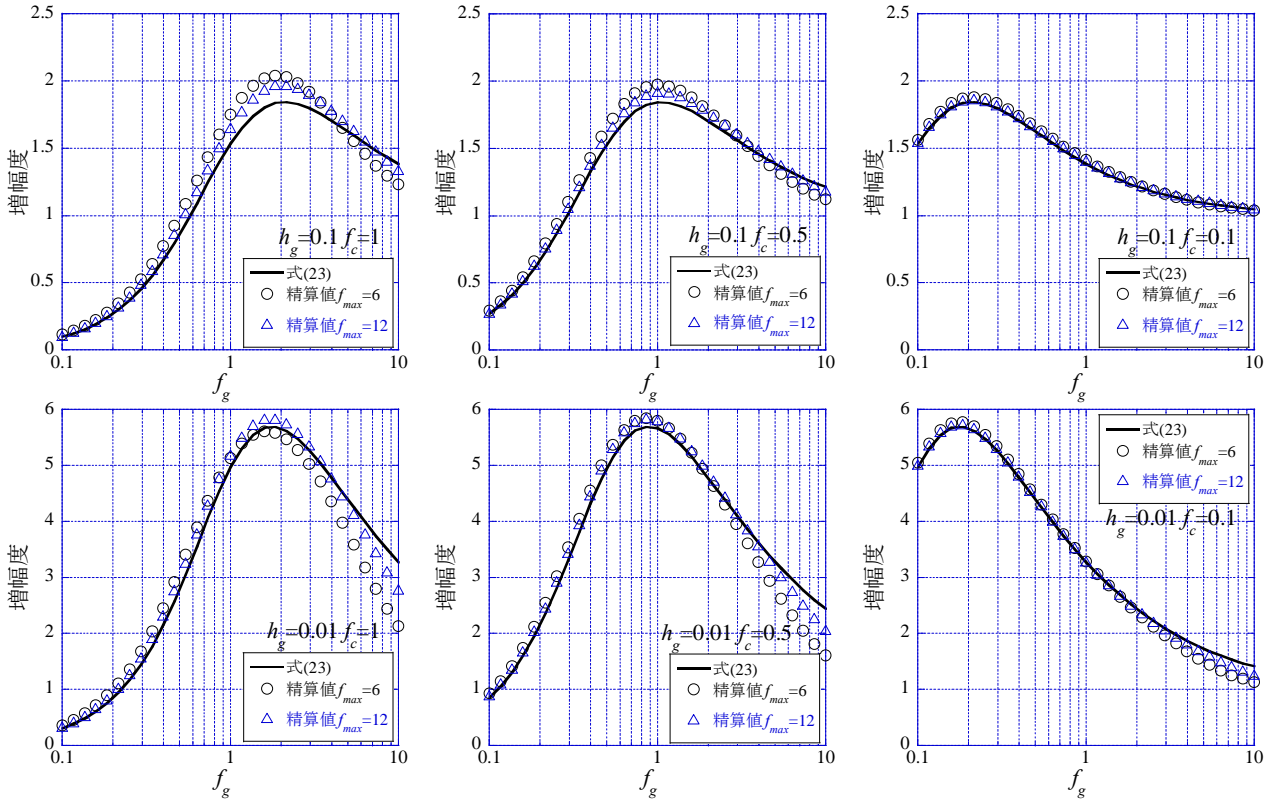 2.5
2
1.5
1
0.5
0
増幅度
h_g=0.1 f_c=1
式(23)
精算値f_max=6
精算値f_max=12
0.1 1 10
f_g
2.5
2
1.5
1
0.5
0
増幅度
h_g=0.1 f_c=0.5
式(23)
精算値f_max=6
精算値f_max=12
0.1 1 10
f_g
2.5
2
1.5
1
0.5
0
増幅度
h_g=0.1 f_c=0.1
式(23)
精算値f_max=6
精算値f_max=12
0.1 1 10
f_g
6
5
4
3
2
1
0
増幅度
h_g=0.01 f_c=1
式(23)
精算値f_max=6
精算値f_max=12
0.1 1 10
f_g
6
5
4
3
2
1
0
増幅度
h_g=0.01 f_c=0.5
式(23)
精算値f_max=6
精算値f_max=12
0.1 1 10
f_g
6
5
4
3
2
1
0
増幅度
式(23)
精算値f_max=6
精算値f_max=12
h_g=0.01 f_c=0.1
0.1 1 10
f_g